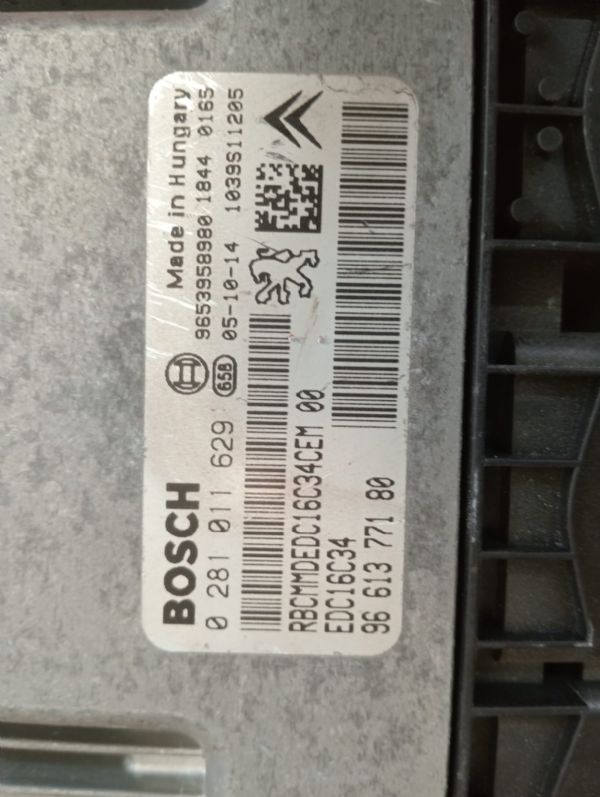 BOSCH
Made in Hungary
0 281 011 629
658
9653958980 1844 0165
05-10-14 1039S11205
RBCMMDEDC16C34CEM 00
EDC16C34
96 613 771 80